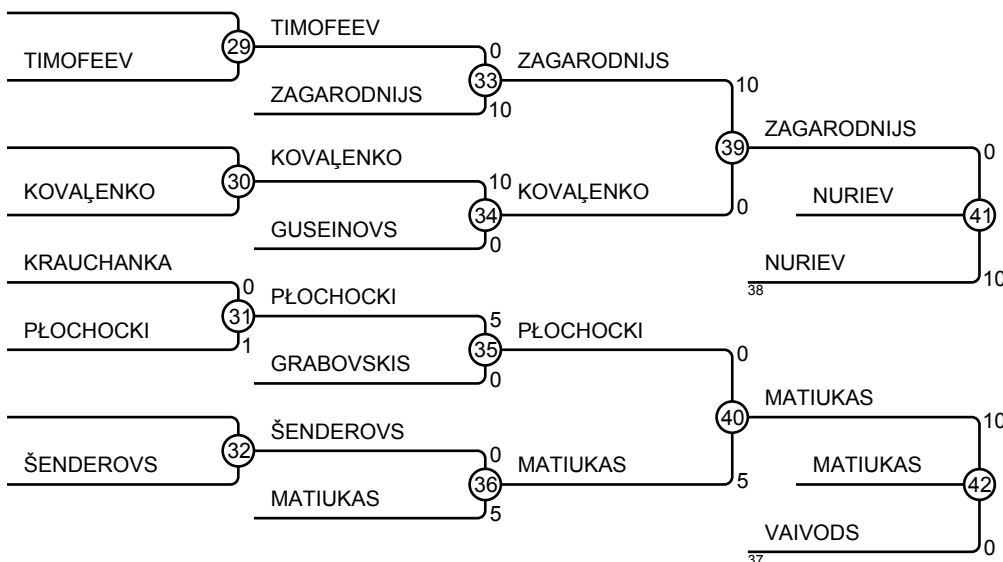 TIMOFEEV
29
TIMOFEEV
0
ZAGARODNIJS
TIMOFEEV
33
ZAGARODNIJS
10
10
ZAGARODNIJS
39
0
KOVAĻENKO
30
KOVAĻENKO
10
KOVAĻENKO
0
NURIEV
41
34
GUSEINOVS
0
KRAUCHANKA
0
NURIEV
38
10
31
PŁOCHOCKI
5
PŁOCHOCKI
1
35
PŁOCHOCKI
0
GRABOVSKIS
0
MATIUKAS
40
10
32
ŠENDEROVS
0
ŠENDEROVS
MATIUKAS
5
MATIUKAS
42
36
MATIUKAS
5
VAIVODS
37
0